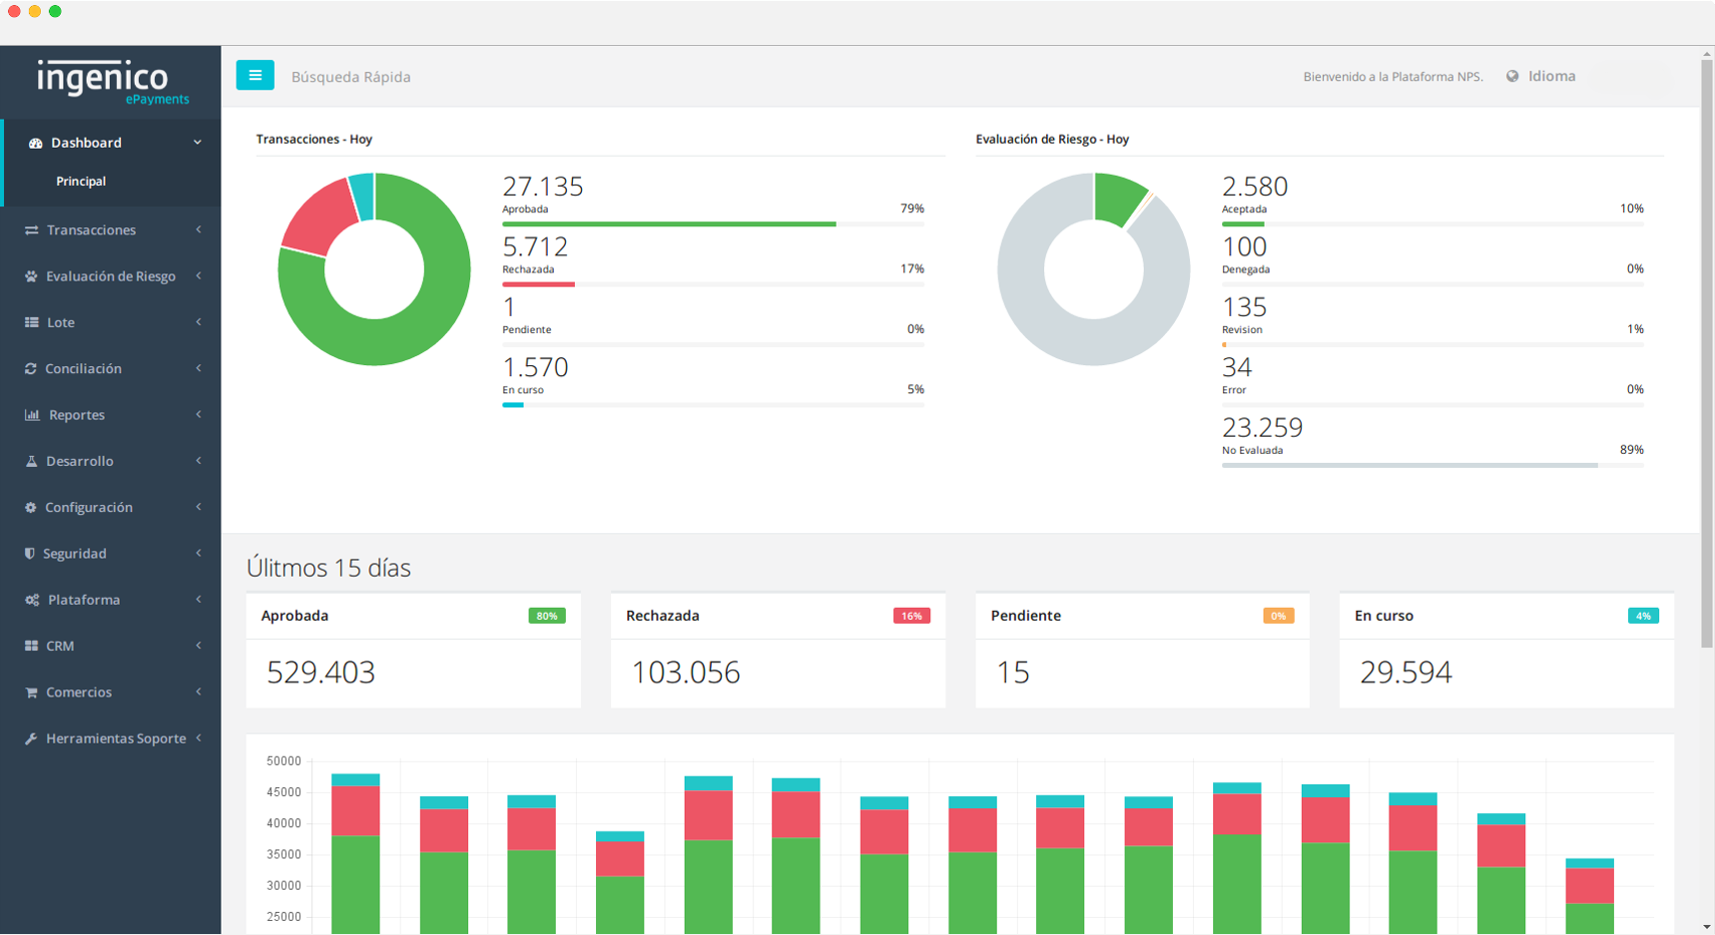 ingenico
ePayments
Búsqueda Rápida
Bienvenido a la Plataforma NPS.
Idioma
Dashboard
Principal
Transacciones
Evaluación de Riesgo
Lote
Conciliación
Reportes
Desarrollo
Configuración
Seguridad
Plataforma
CRM
Comercios
Herramientas Soporte
Transacciones - Hoy
27.135
Aprobada 79%
5.712
Rechazada 17%
1
Pendiente 0%
1.570
En curso 5%
Evaluación de Riesgo - Hoy
2.580
Aceptada 10%
100
Denegada 0%
135
Revision 1%
34
Error 0%
23.259
No Evaluada 89%
Úlitmos 15 días
Aprobada 80%
529.403
Rechazada 16%
103.056
Pendiente 0%
15
En curso 4%
29.594
50000
45000
40000
35000
30000
25000